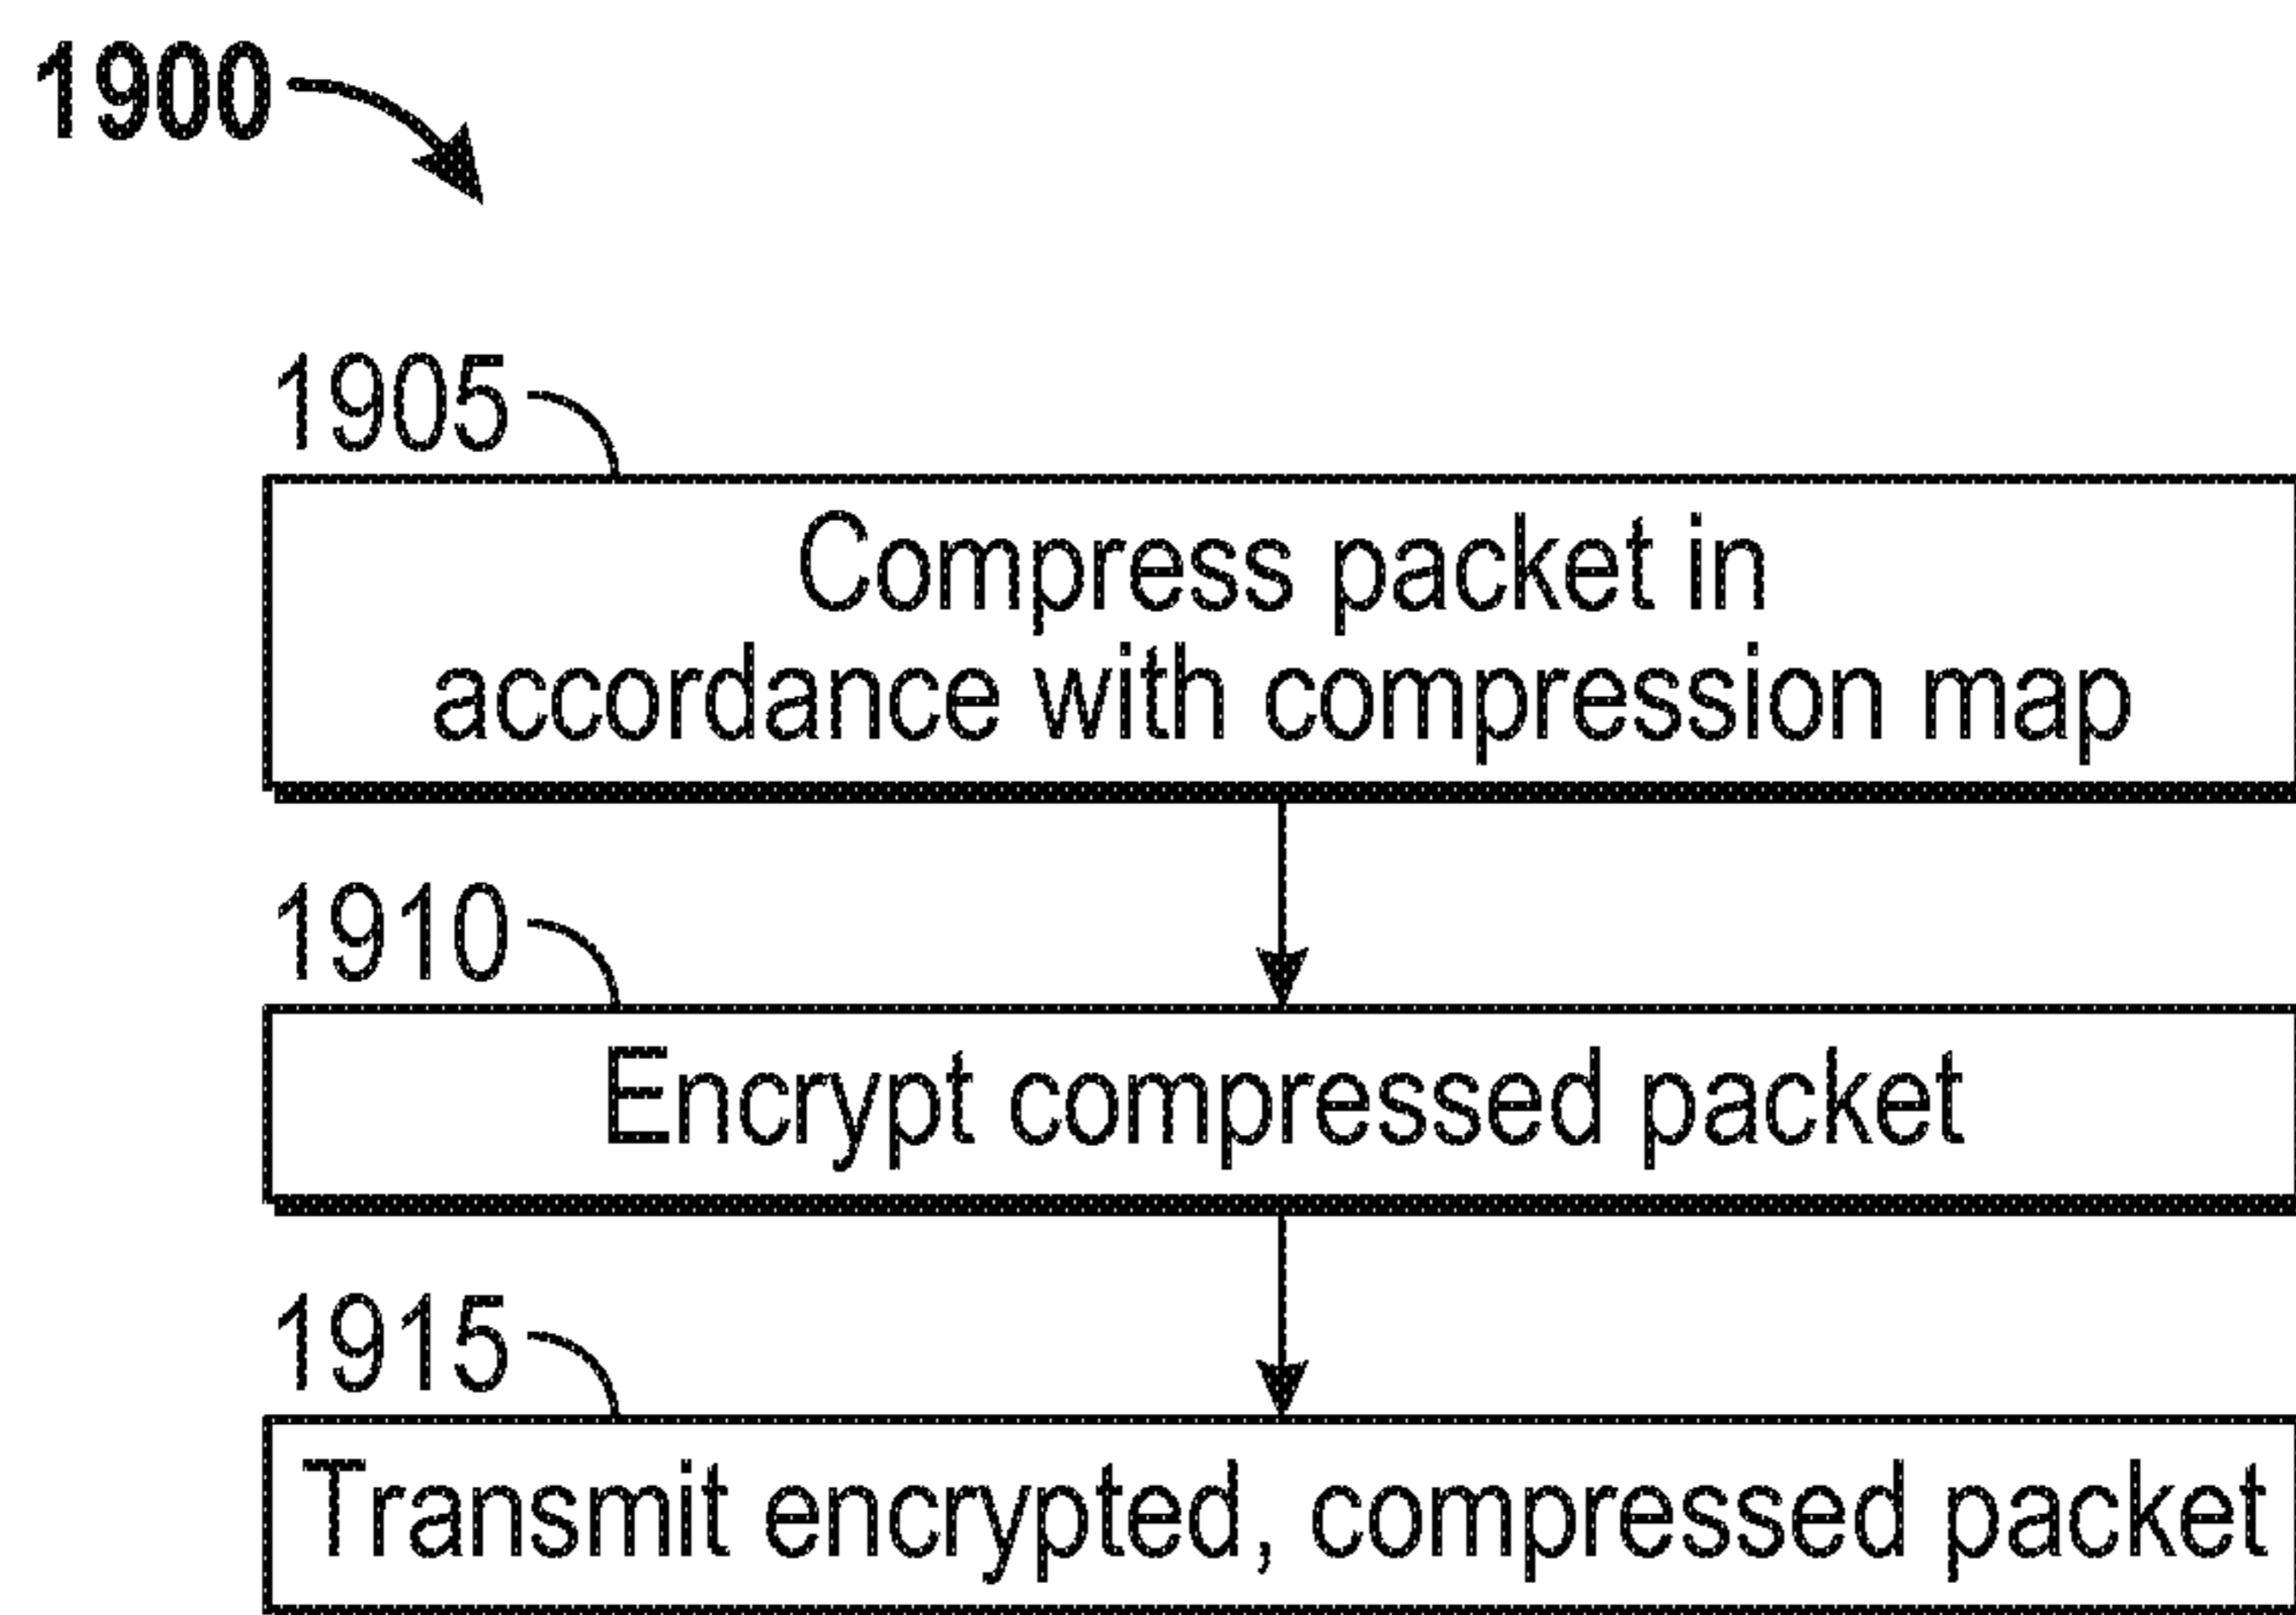 1900
1905
Compress packet in
accordance with compression map
1910
Encrypt compressed packet
1915
Transmit encrypted, compressed packet